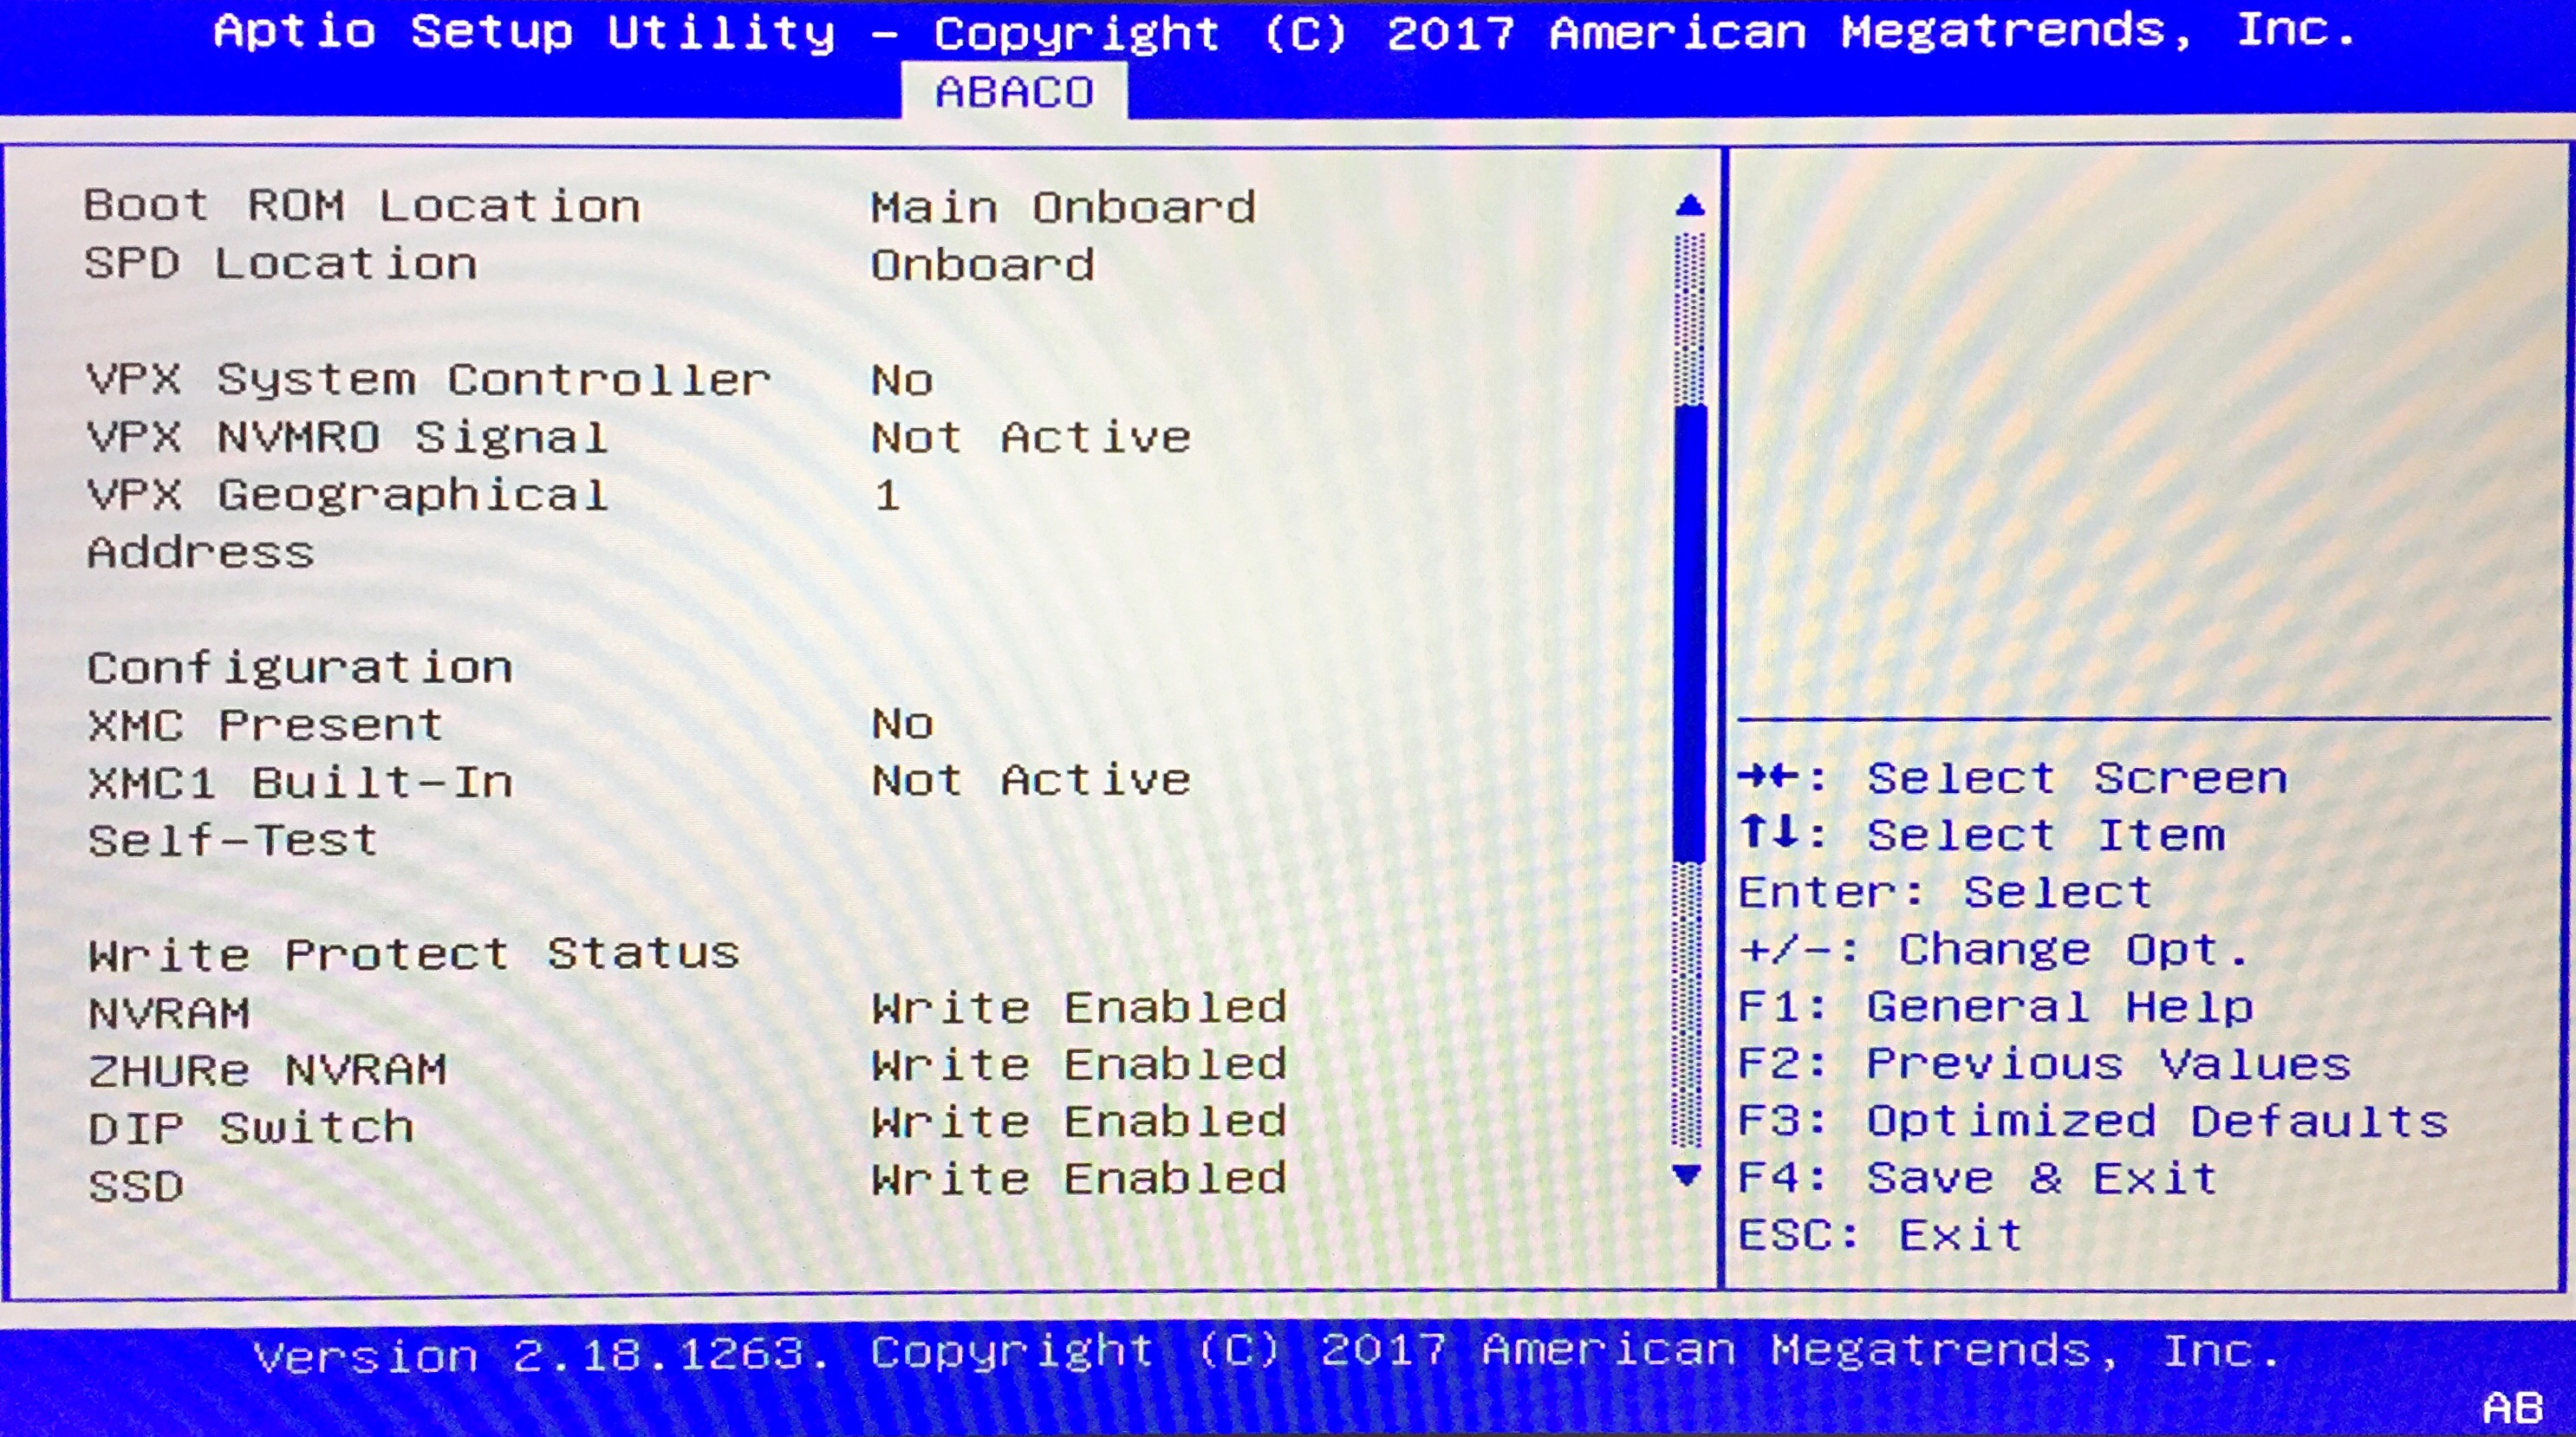 Aptio Setup Utility – Copyright (C) 2017 American Megatrends, Inc.
ABACO
Boot ROM Location Main Onboard
SPD Location Onboard
VPX System Controller No
VPX NVMRO Signal Not Active
VPX Geographical 1
Address
Configuration
XMC Present No
XMC1 Built-In Not Active
Self-Test
Write Protect Status
NVRAM Write Enabled
ZHURe NVRAM Write Enabled
DIP Switch Write Enabled
SSD Write Enabled
→←: Select Screen
↑↓: Select Item
Enter: Select
+/-: Change Opt.
F1: General Help
F2: Previous Values
F3: Optimized Defaults
F4: Save & Exit
ESC: Exit
Version 2.18.1263. Copyright (C) 2017 American Megatrends, Inc.
AB